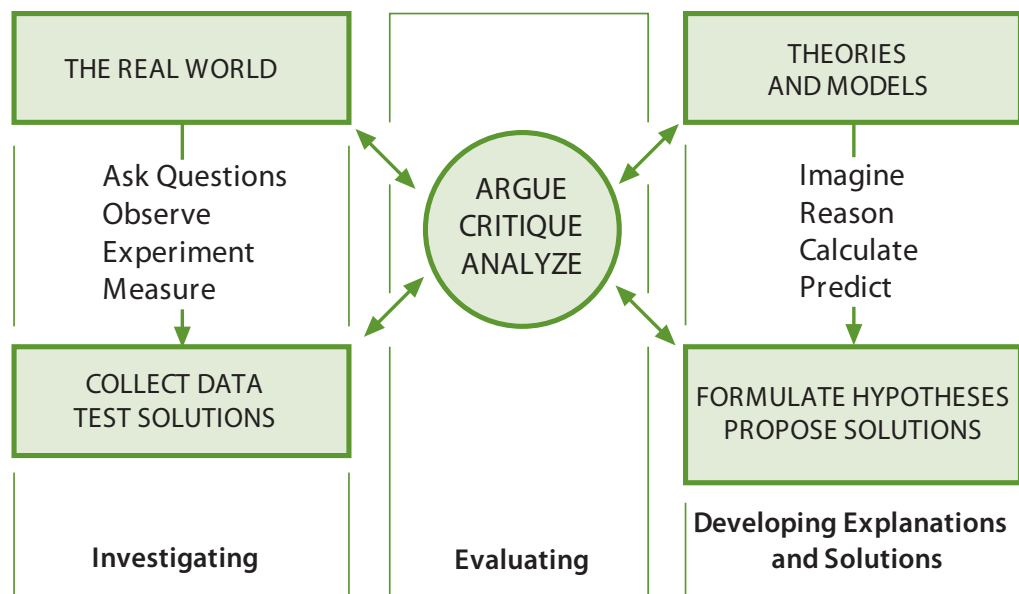 THE REAL WORLD
Ask Questions
Observe
Experiment
Measure
COLLECT DATA
TEST SOLUTIONS
Investigating
ARGUE
CRITIQUE
ANALYZE
Evaluating
THEORIES
AND MODELS
Imagine
Reason
Calculate
Predict
FORMULATE HYPOTHESES
PROPOSE SOLUTIONS
Developing Explanations
and Solutions